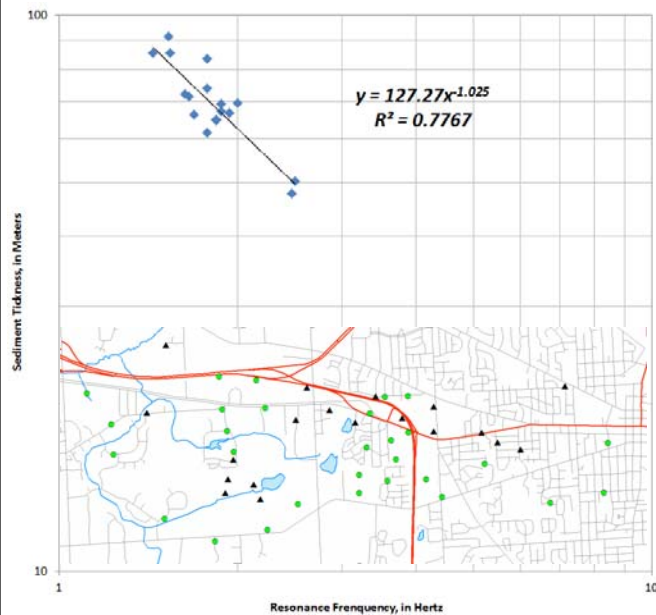 100
y = 127.27x^-1.025
R² = 0.7767
Sediment Tickness, in Meters
10
1
10
Resonance Frenquency, in Hertz